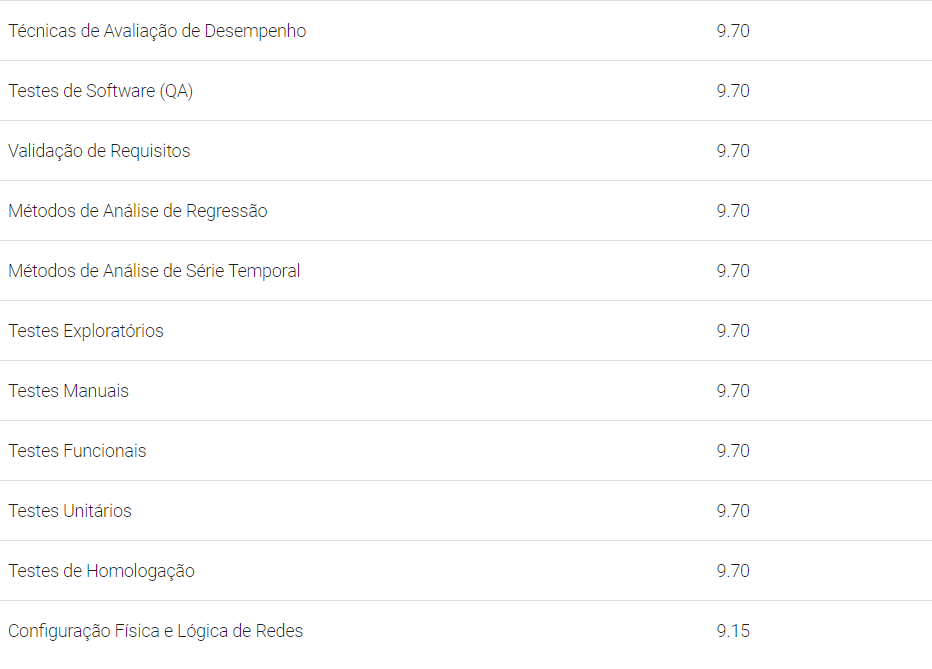 Técnicas de Avaliação de Desempenho 9.70
Testes de Software (QA) 9.70
Validação de Requisitos 9.70
Métodos de Análise de Regressão 9.70
Métodos de Análise de Série Temporal 9.70
Testes Exploratórios 9.70
Testes Manuais 9.70
Testes Funcionais 9.70
Testes Unitários 9.70
Testes de Homologação 9.70
Configuração Física e Lógica de Redes 9.15